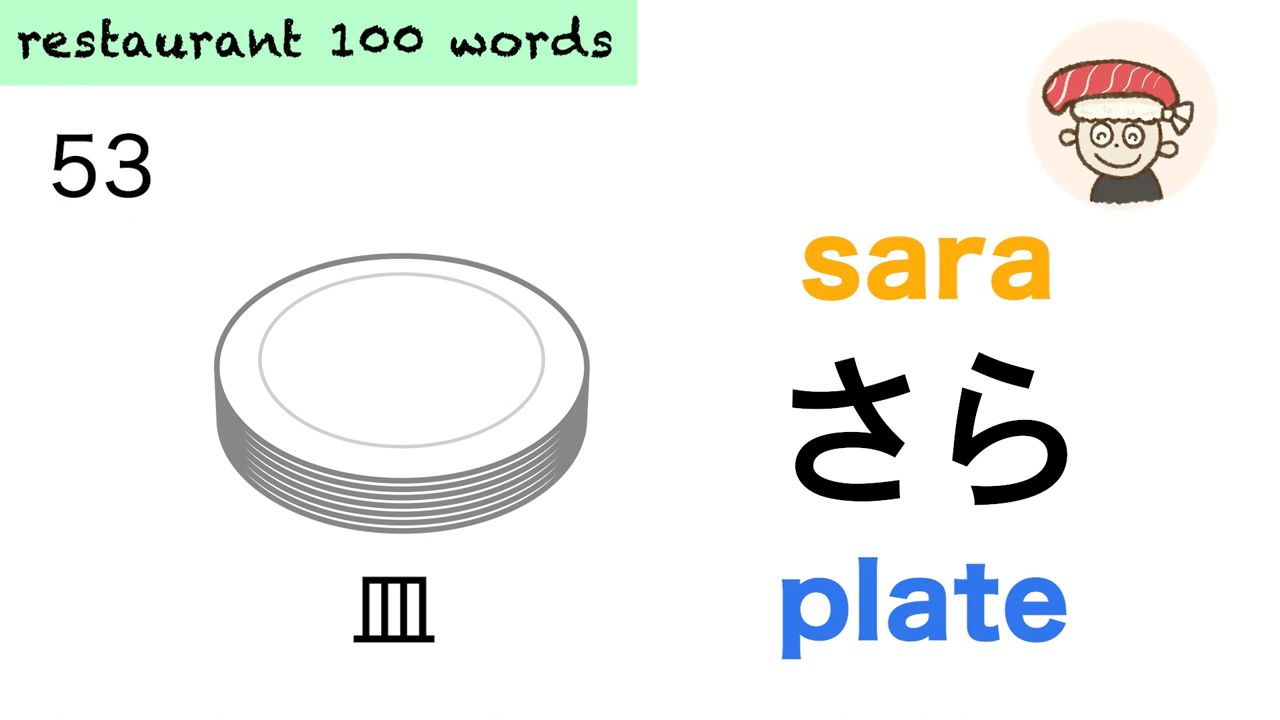 restaurant 100 words
53
sara
さら
plate
皿